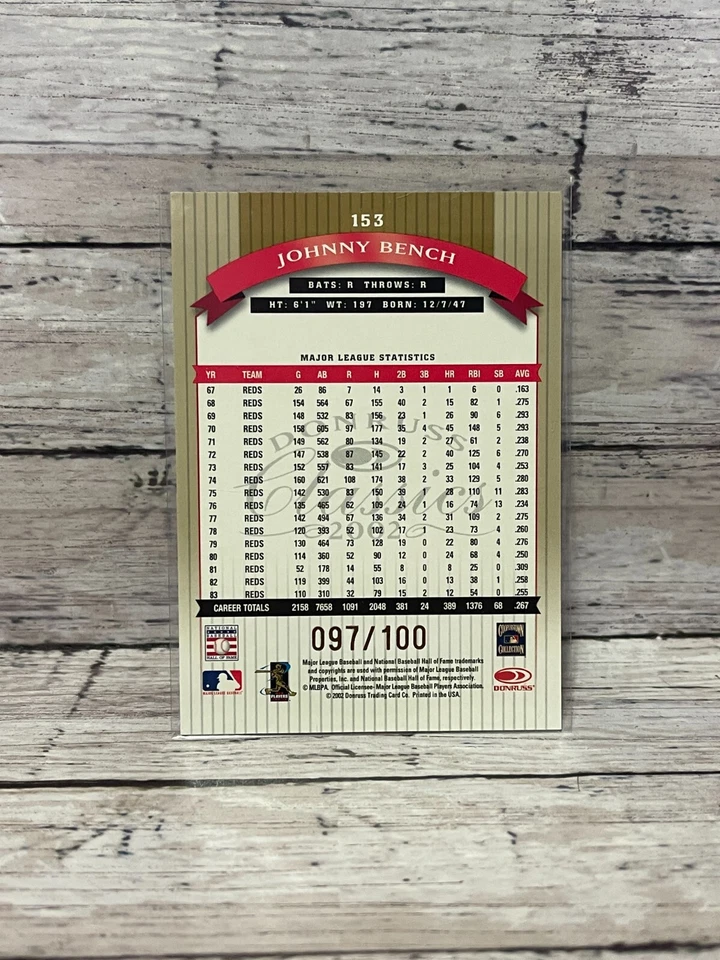 153
JOHNNY BENCH
BATS: R THROWS: R
HT: 6'1" WT: 197 BORN: 12/7/47
MAJOR LEAGUE STATISTICS
YR TEAM G AB R H 2B 3B HR RBI SB AVG
67 REDS 26 86 7 14 3 1 1 6 0 .163
68 REDS 154 564 67 155 40 2 15 82 1 .275
69 REDS 148 532 83 156 23 1 26 90 6 .293
70 REDS 158 605 97 177 35 4 45 148 5 .293
71 REDS 149 562 80 134 19 2 27 61 2 .238
72 REDS 147 538 87 145 22 2 40 125 6 .270
73 REDS 152 557 83 141 17 3 25 104 4 .253
74 REDS 160 621 108 174 38 2 33 129 5 .280
75 REDS 142 530 83 150 39 28 110 11 .283
76 REDS 135 465 62 109 24 1 16 74 13 .234
77 REDS 142 494 67 136 34 2 31 109 2 .275
78 REDS 120 393 52 102 17 1 23 73 4 .260
79 REDS 130 464 73 128 19 0 22 80 4 .276
80 REDS 114 360 52 90 12 0 24 68 4 .250
81 REDS 52 178 14 55 8 0 8 25 0 .309
82 REDS 119 399 44 103 16 0 13 38 1 .258
83 REDS 110 310 32 79 15 2 12 54 0 .255
CAREER TOTALS 2158 7658 1091 2048 381 24 389 1376 68 .267
DONRUSS
Classics
2002
097/100
NATIONAL
BASEBALL
HALL OF FAME
COOPERSTOWN
COLLECTION
Major League Baseball and National Baseball Hall of Fame trademarks
and copyrights are used with permission of Major League Baseball
Properties, Inc. and National Baseball Hall of Fame, respectively.
© MLBPA. Official Licensee- Major League Baseball Players Association.
©2002 Donruss Trading Card Co. Printed in the USA.
MAJOR LEAGUE BASEBALL
PLAYERS
DONRUSS